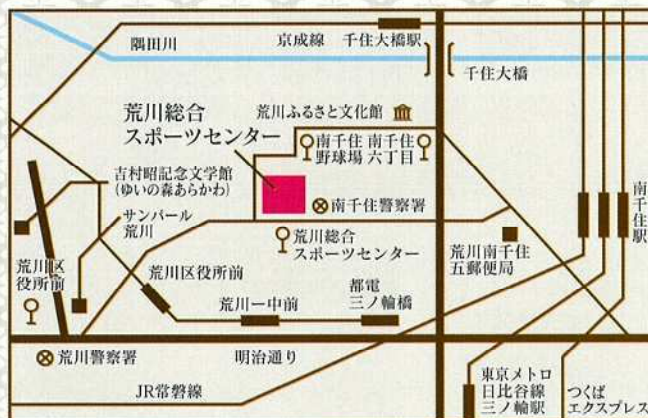 隅田川
京成線
千住大橋駅
千住大橋
荒川総合
スポーツセンター
荒川ふるさと文化館
南千住
野球場
南千住
六丁目
吉村昭記念文学館
(ゆいの森あらかわ)
サンパール
荒川
南千住警察署
荒川総合
スポーツセンター
荒川南千住
五郵便局
南千住駅
荒川区
役所前
荒川区役所前
荒川一中前
都電
三ノ輪橋
荒川警察署
明治通り
JR常磐線
東京メトロ
日比谷線
三ノ輪駅
つくば
エクスプレス